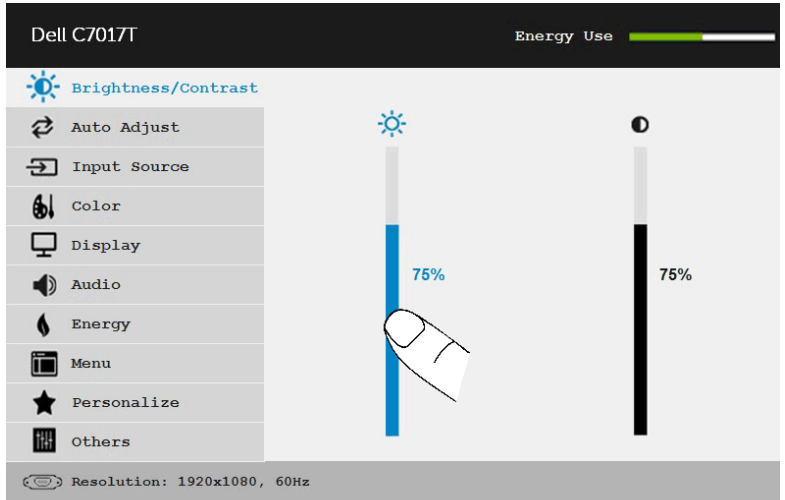 Dell C7017T
Energy Use
Brightness/Contrast
Auto Adjust
Input Source
Color
Display
Audio
Energy
Menu
Personalize
Others
75%
75%
Resolution: 1920x1080, 60Hz